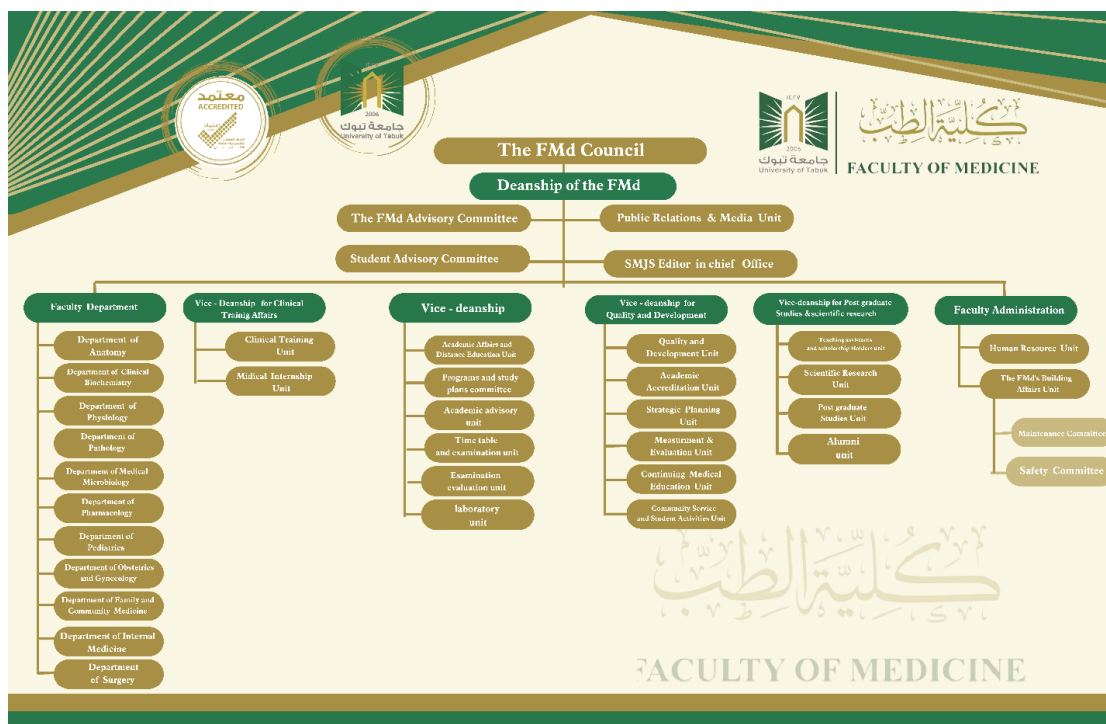 معتمد
ACCREDITED
2006
جامعة تبوك
University of Tabuk
١٤٢٧
2006
جامعة تبوك
University of Tabuk
كلية الطب
FACULTY OF MEDICINE
The FMd Council
Deanship of the FMd
The FMd Advisory Committee
Public Relations & Media Unit
Student Advisory Committee
SMJS Editor in chief Office
Faculty Department
Department of
Anatomy
Department of Clinical
Biochemistry
Department of
Physiology
Department of
Pathology
Department of Medical
Microbiology
Department of
Pharmacology
Department of
Pediatrics
Department of Obstetrics
and Gynecology
Department of Family and
Community Medicine
Department of Internal
Medicine
Department
of Surgery
Vice - Deanship for Clinical
Trainig Affairs
Clinical Training
Unit
Midical Internship
Unit
Vice - deanship
Academic Affairs and
Distance Education Unit
Programs and study
plans committee
Academic advisory
unit
Time table
and examination unit
Examination
evaluation unit
laboratory
unit
Vice - deanship for
Quality and Development
Quality and
Development Unit
Academic
Accreditation Unit
Strategic Planning
Unit
Measurment &
Evaluation Unit
Continuing Medical
Education Unit
Community Service
and Student Activities Unit
Vice-deanship for Post graduate
Studies &scientific research
Teaching
and scholarship Holders unit
Scientific Research
Unit
Post graduate
Studies Unit
Alumni
unit
Faculty Administration
Human Resource Unit
The FMd's Building
Affairs Unit
Maintenance Committee
Safety Committee
كلية الطب
FACULTY OF MEDICINE